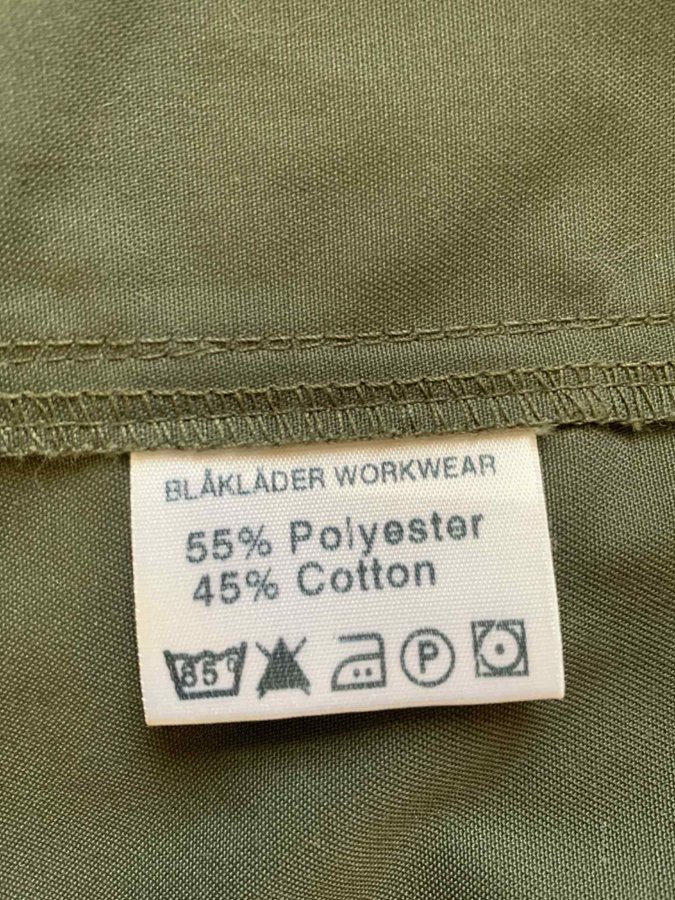 BLÅKLÄDER WORKWEAR
55% Polyester
45% Cotton
85°
P